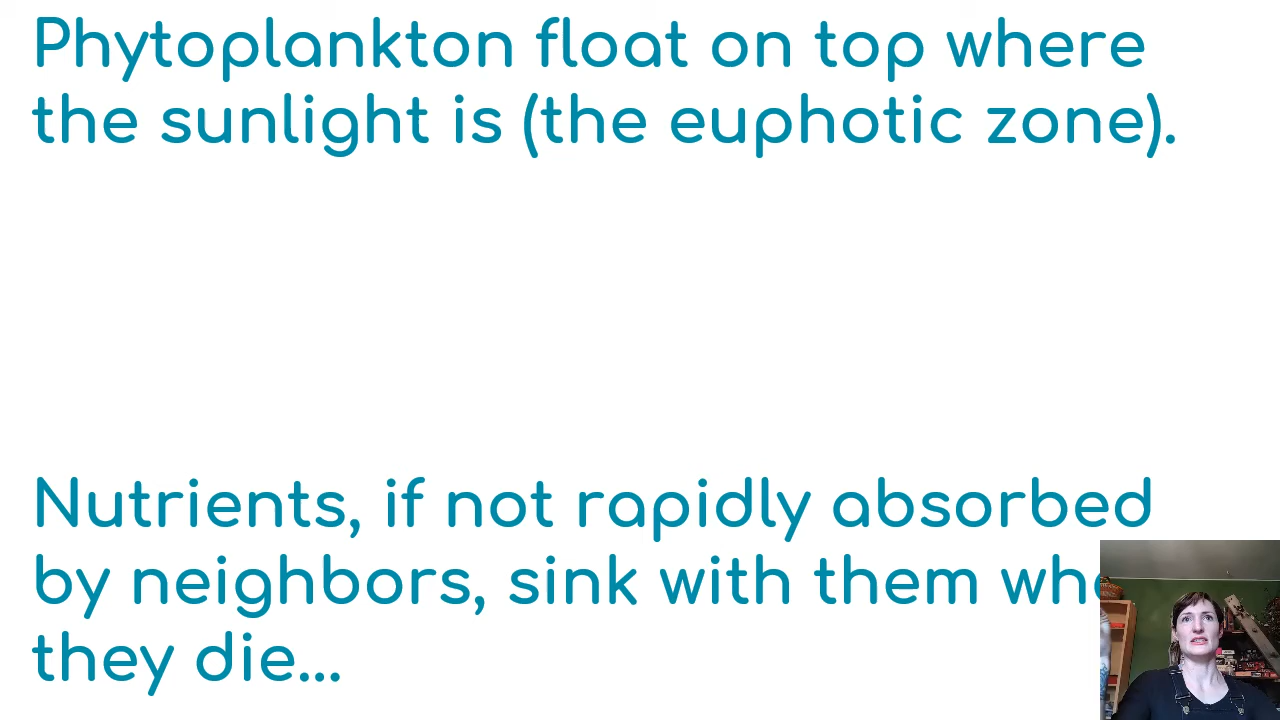 Phytoplankton float on top where
the sunlight is (the euphotic zone).
Nutrients, if not rapidly absorbed
by neighbors, sink with them
they die...